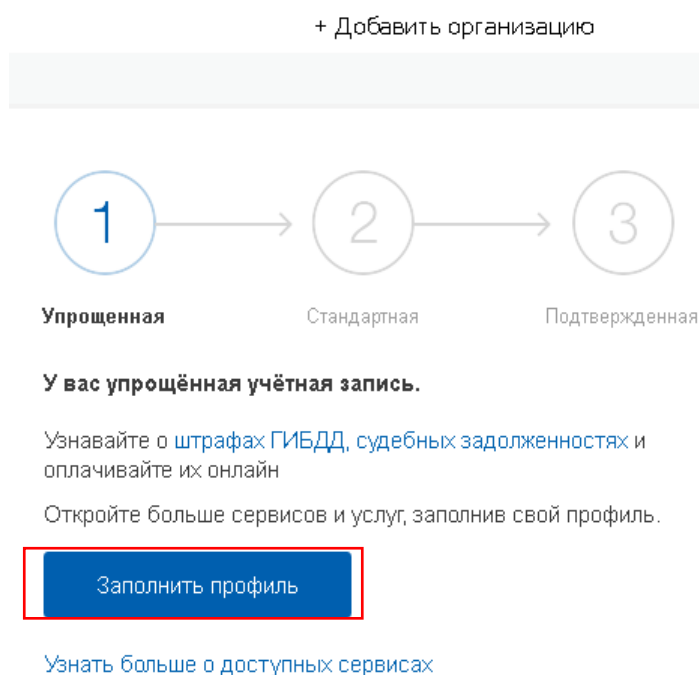 + Добавить организацию
1
2
3
Упрощенная
Стандартная
Подтвержденная
У вас упрощённая учётная запись.
Узнавайте о штрафах ГИБДД, судебных задолженностях и
оплачивайте их онлайн
Откройте больше сервисов и услуг, заполнив свой профиль.
Заполнить профиль
Узнать больше о доступных сервисах